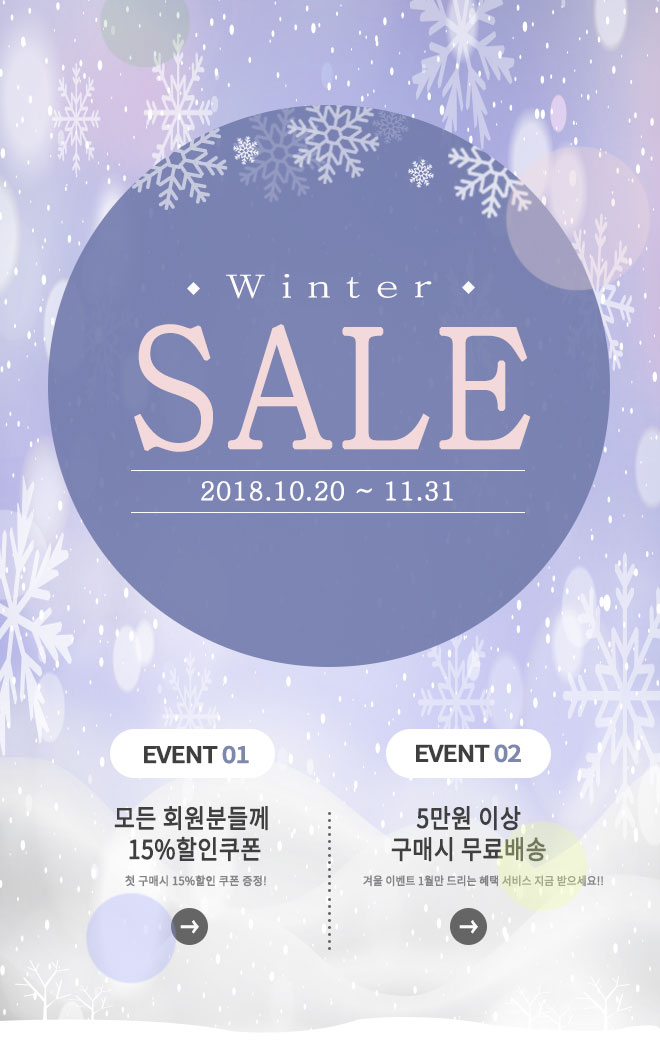 Winter
SALE
2018.10.20 ~ 11.31
EVENT 01
모든 회원분들께
15%할인쿠폰
첫 구매시 15%할인 쿠폰 증정!
EVENT 02
5만원 이상
구매시 무료배송
겨울 이벤트 1월만 드리는 혜택 서비스 지금 받으세요!!